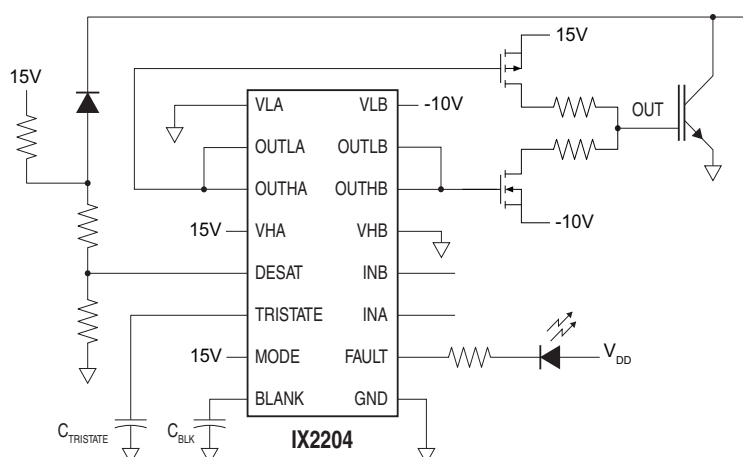 15V
15V
VLA
VLB
-10V
OUT
OUTLA
OUTLB
OUTHA
OUTHB
15V
VHA
VHB
-10V
DESAT
INB
TRISTATE
INA
15V
MODE
FAULT
VDD
BLANK
GND
CTRISTATE
CBLK
IX2204